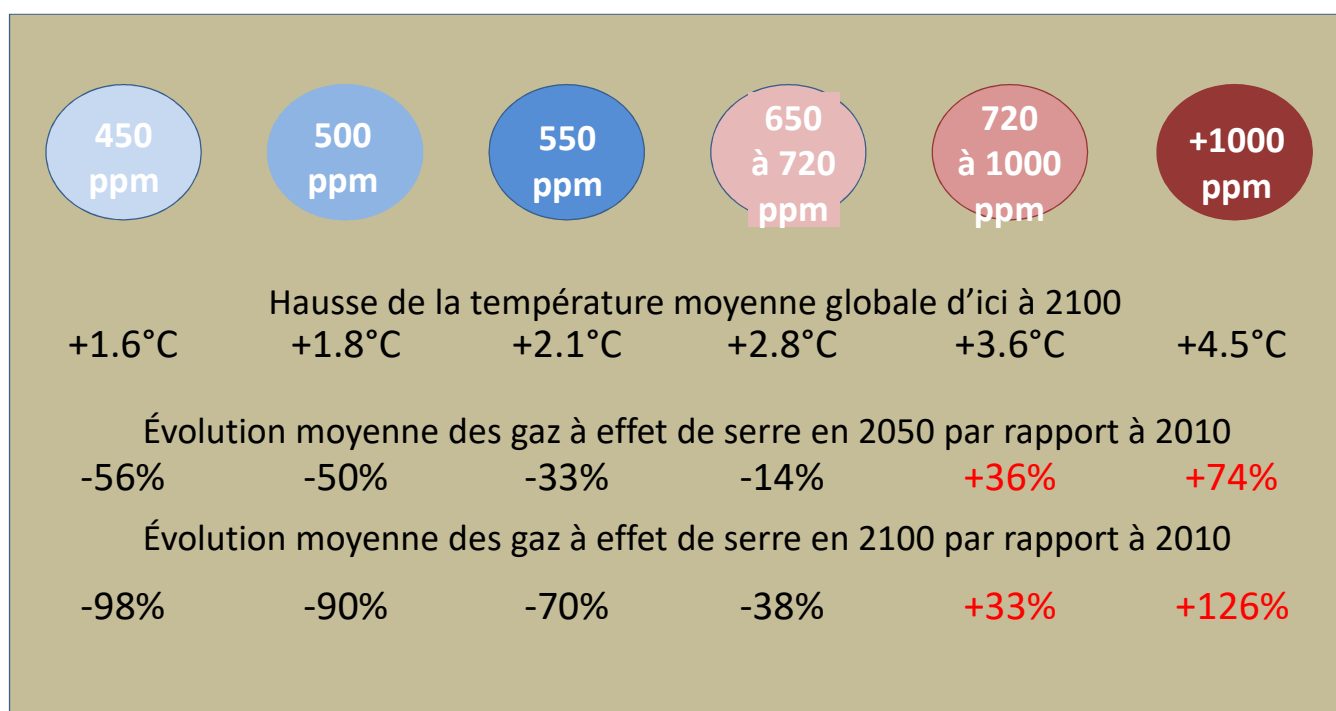 450 ppm
500 ppm
550 ppm
650 à 720 ppm
720 à 1000 ppm
+1000 ppm
Hausse de la température moyenne globale d’ici à 2100
+1.6°C +1.8°C +2.1°C +2.8°C +3.6°C +4.5°C
Évolution moyenne des gaz à effet de serre en 2050 par rapport à 2010
-56% -50% -33% -14% +36% +74%
Évolution moyenne des gaz à effet de serre en 2100 par rapport à 2010
-98% -90% -70% -38% +33% +126%